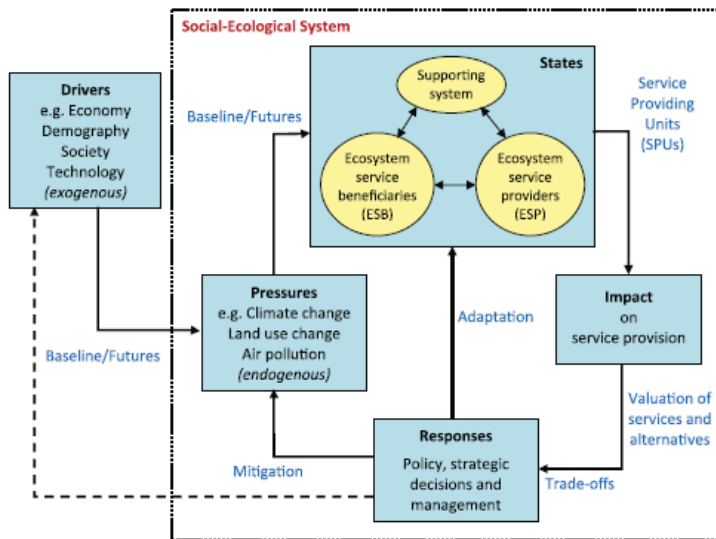 Social-Ecological System
Drivers
e.g. Economy
Demography
Society
Technology
(exogenous)
Baseline/Futures
States
Supporting
system
Ecosystem
service
beneficiaries
(ESB)
Ecosystem
service
providers
(ESP)
Service
Providing
Units
(SPUs)
Pressures
e.g. Climate change
Land use change
Air pollution
(endogenous)
Baseline/Futures
Adaptation
Impact
on
service provision
Valuation of
services and
alternatives
Responses
Policy, strategic
decisions and
management
Mitigation
Trade-offs